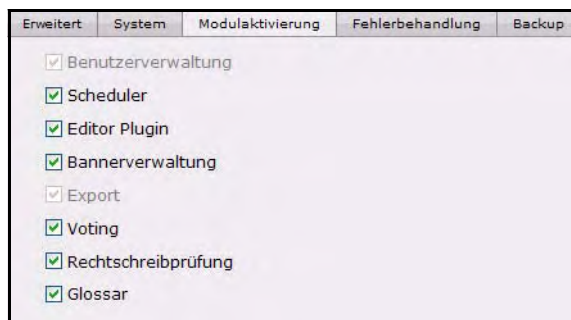 Erweitert System Modulaktivierung Fehlerbehandlung Backup
Benutzerverwaltung
Scheduler
Editor Plugin
Bannerverwaltung
Export
Voting
Rechtschreibprüfung
Glossar